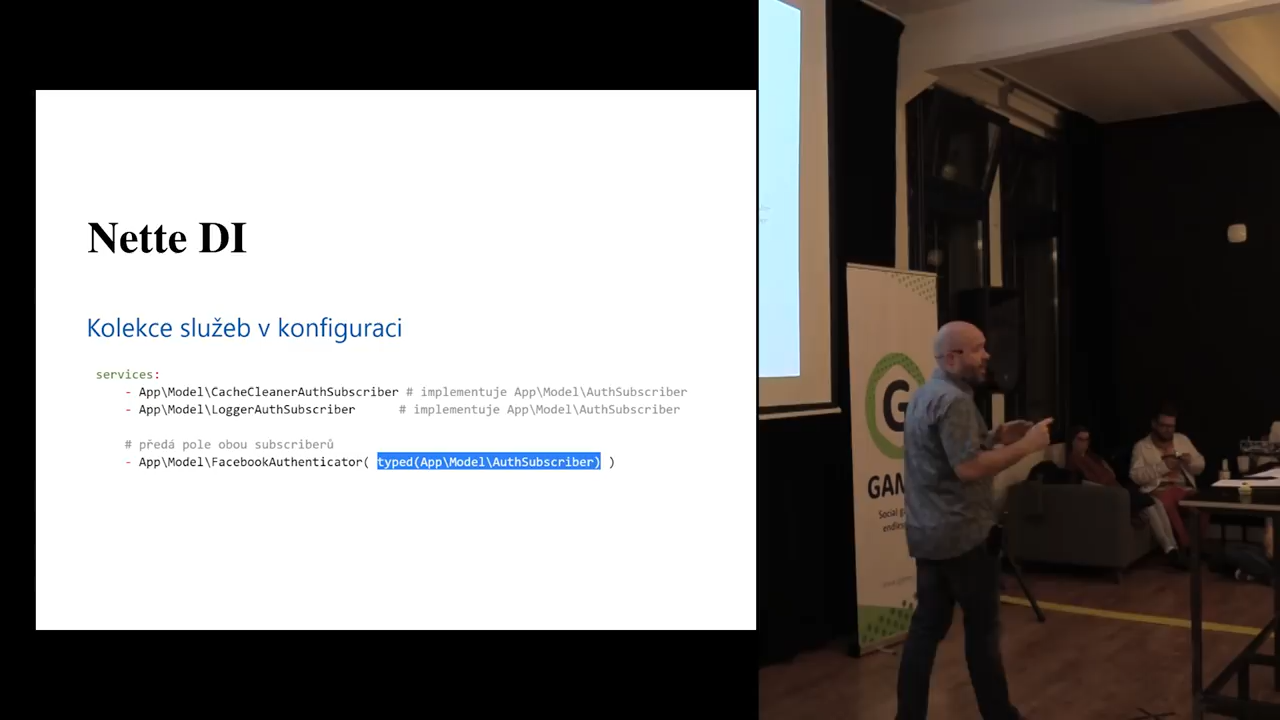 Nette DI
Kolekce služeb v konfiguraci
services:
- App\Model\CacheCleanerAuthSubscriber # implementuje App\Model\AuthSubscriber
- App\Model\LoggerAuthSubscriber # implementuje App\Model\AuthSubscriber
# předá pole obou subscriberů
- App\Model\FacebookAuthenticator( typed(App\Model\AuthSubscriber) )
G
Social